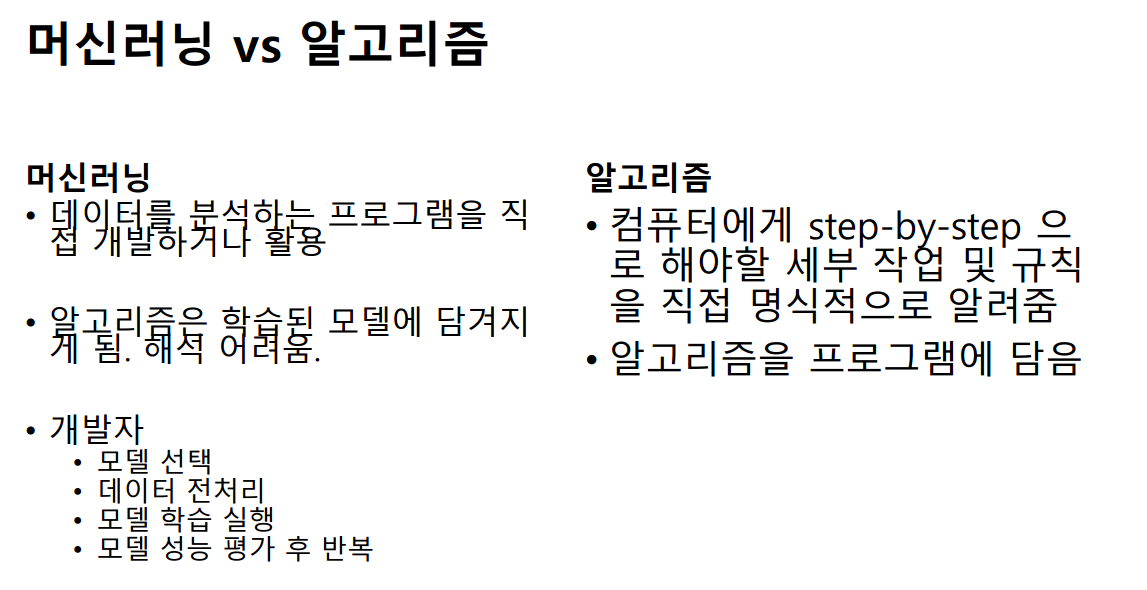 머신러닝 vs 알고리즘
머신러닝
• 데이터를 분석하는 프로그램을 직
접 개발하거나 활용
• 알고리즘은 학습된 모델에 담겨지
게 됨. 해석 어려움.
• 개발자
• 모델 선택
• 데이터 전처리
• 모델 학습 실행
• 모델 성능 평가 후 반복
알고리즘
• 컴퓨터에게 step-by-step 으
로 해야할 세부 작업 및 규칙
을 직접 명식적으로 알려줌
• 알고리즘을 프로그램에 담음